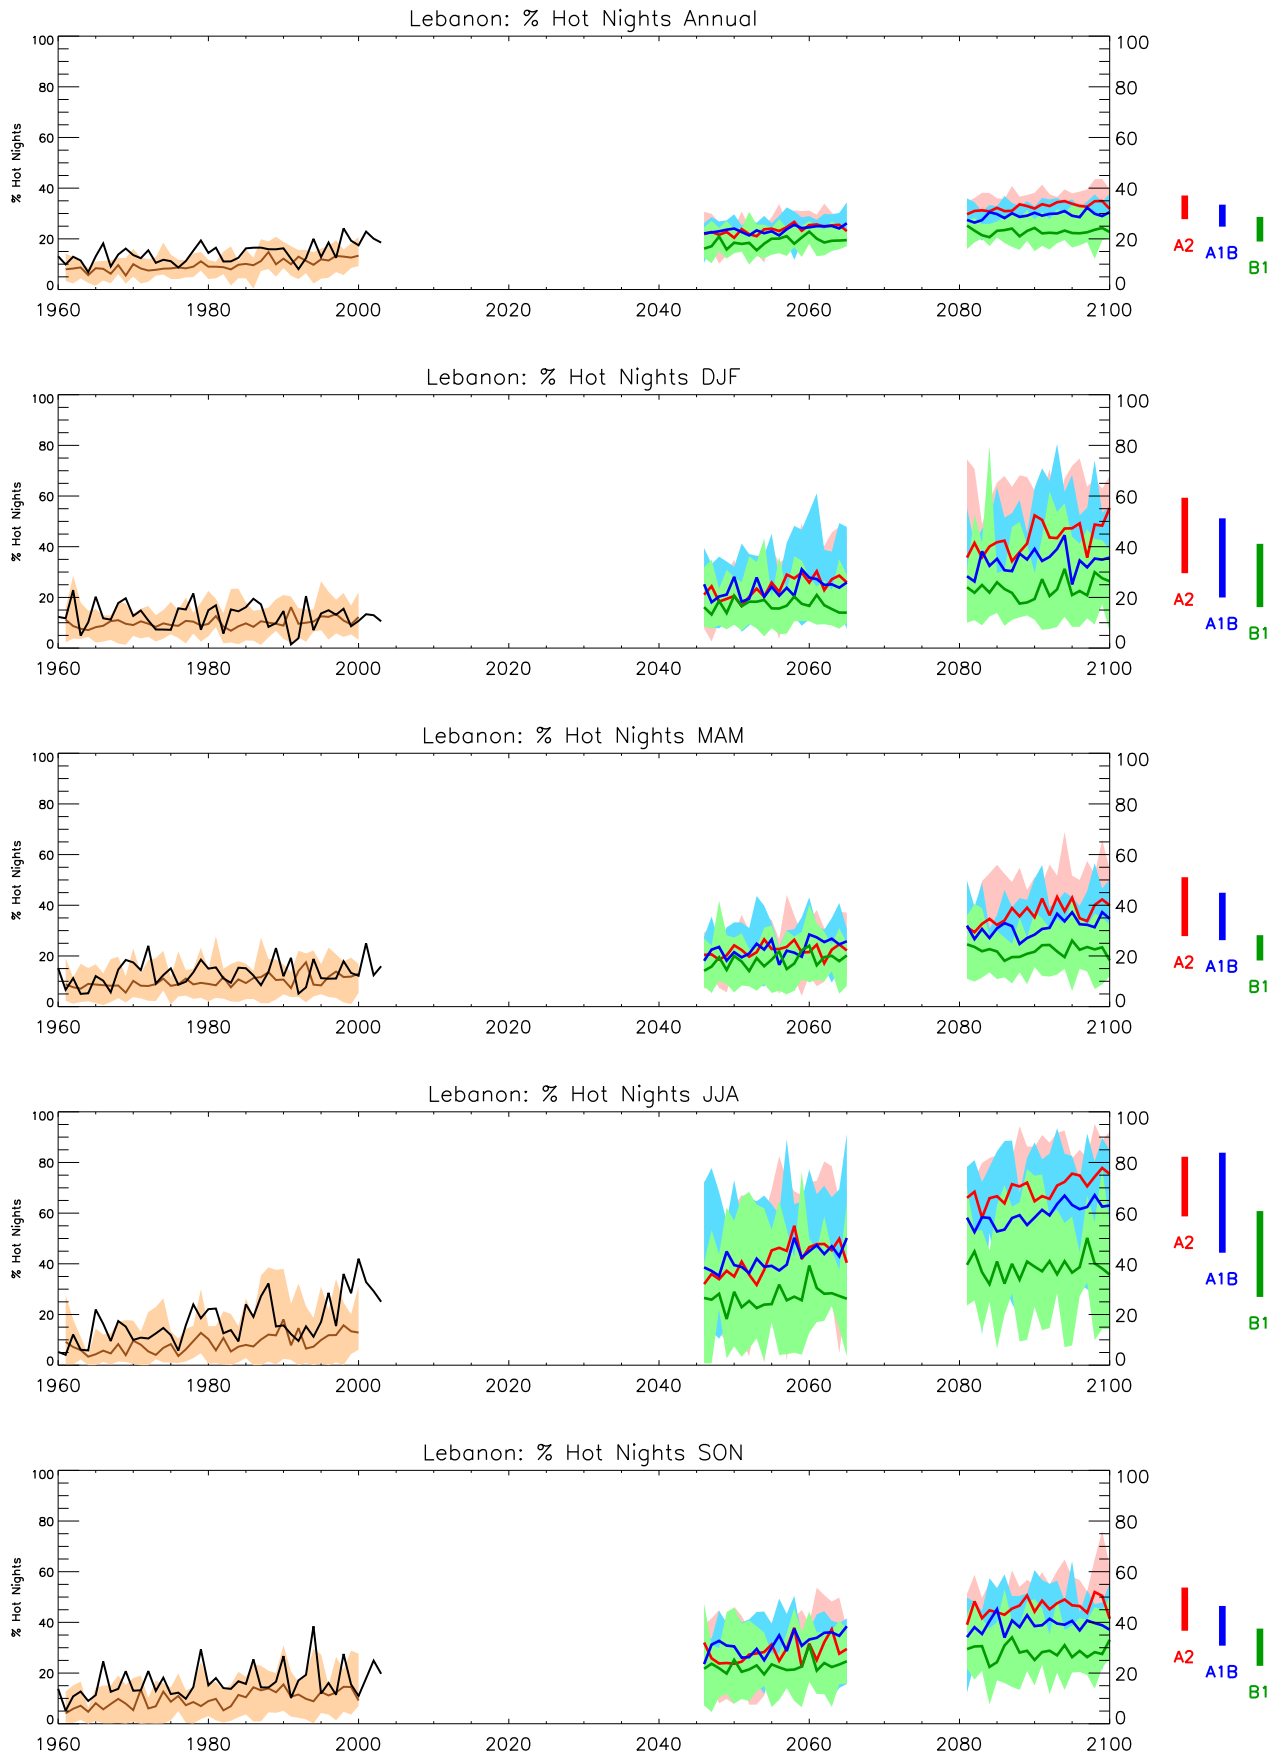 Lebanon: % Hot Nights Annual
100 100
80 80
60 60
40 40
20 20
0 0
% Hot Nights
1960 1980 2000 2020 2040 2060 2080 2100
A2 A1B B1
Lebanon: % Hot Nights DJF
100 100
80 80
60 60
40 40
20 20
0 0
% Hot Nights
1960 1980 2000 2020 2040 2060 2080 2100
A2 A1B B1
Lebanon: % Hot Nights MAM
100 100
80 80
60 60
40 40
20 20
0 0
% Hot Nights
1960 1980 2000 2020 2040 2060 2080 2100
A2 A1B B1
Lebanon: % Hot Nights JJA
100 100
80 80
60 60
40 40
20 20
0 0
% Hot Nights
1960 1980 2000 2020 2040 2060 2080 2100
A2 A1B B1
Lebanon: % Hot Nights SON
100 100
80 80
60 60
40 40
20 20
0 0
% Hot Nights
1960 1980 2000 2020 2040 2060 2080 2100
A2 A1B B1